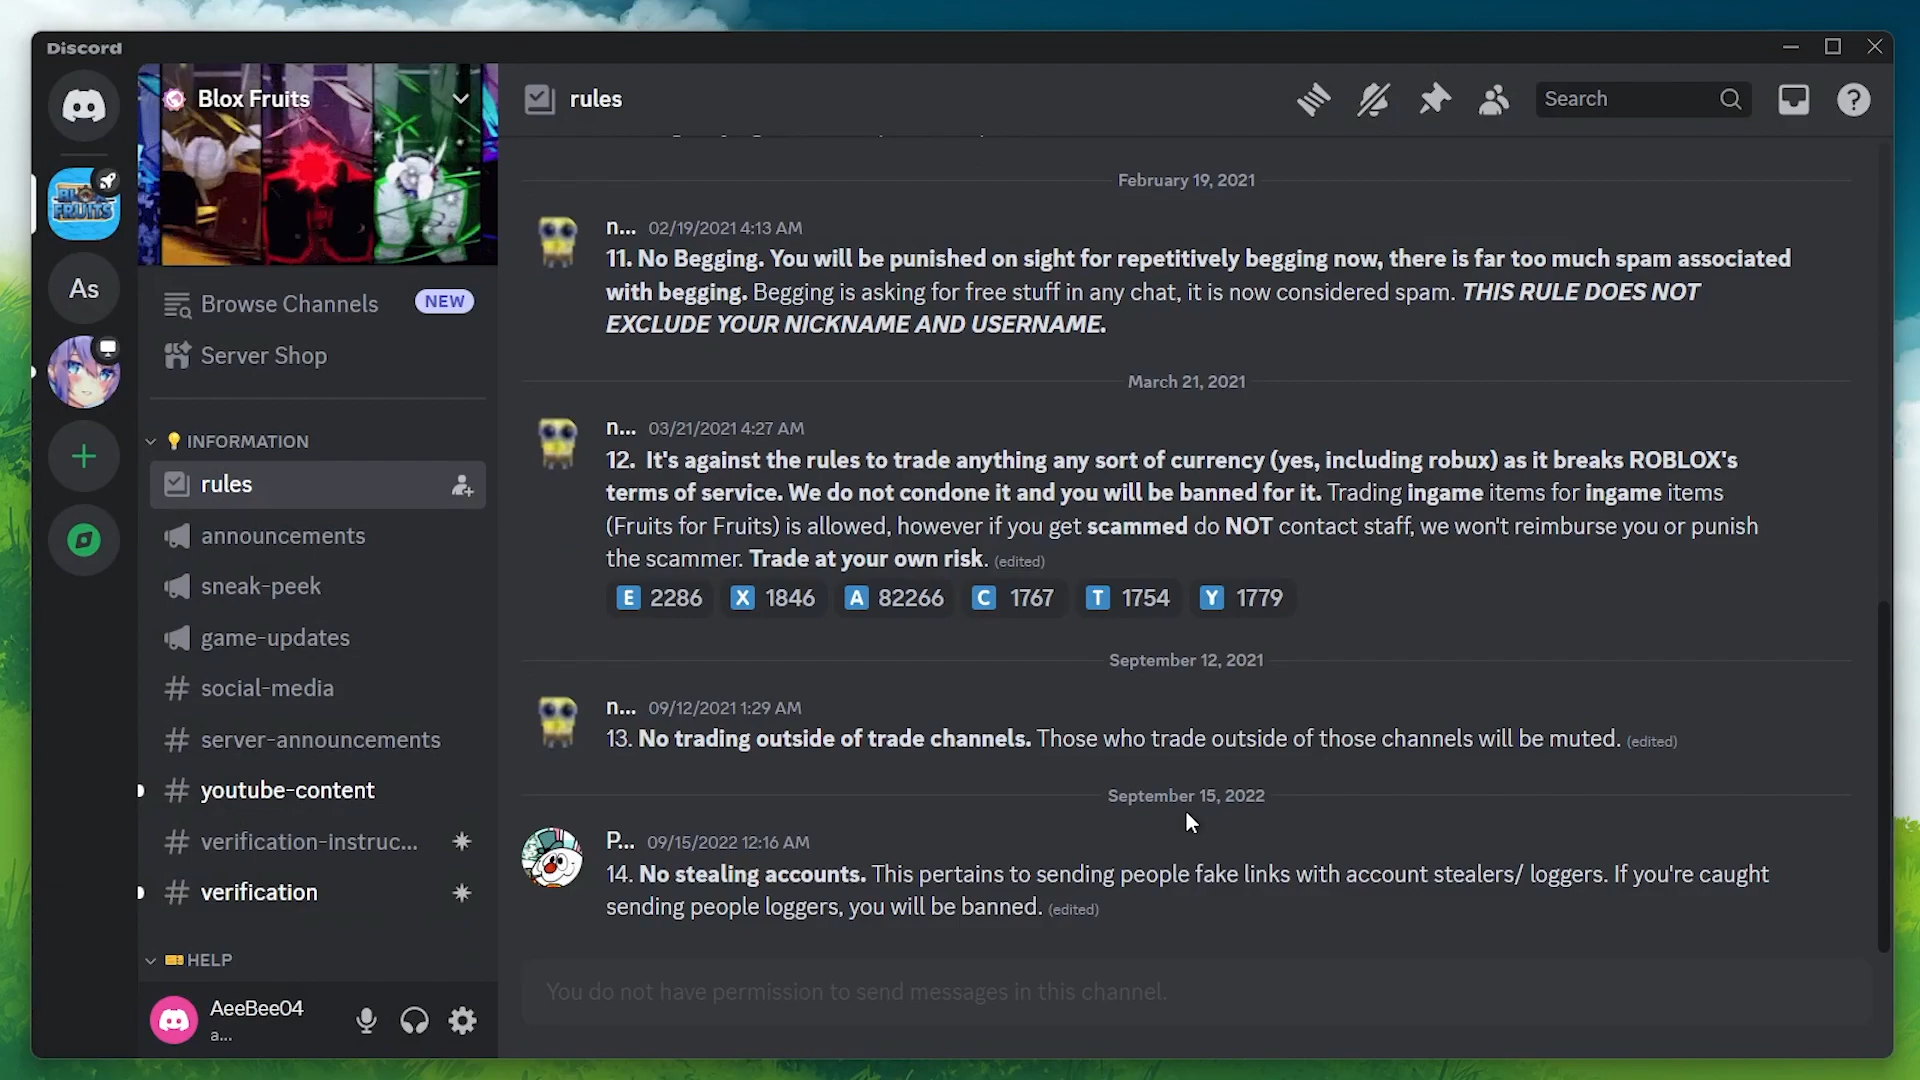 Discord
Blox Fruits
rules
Search
BLOX
FRUITS
As
Browse Channels
NEW
Server Shop
INFORMATION
rules
announcements
sneak-peek
game-updates
social-media
server-announcements
youtube-content
verification-instruc...
verification
HELP
AeeBee04
a...
February 19, 2021
n... 02/19/2021 4:13 AM
11. No Begging. You will be punished on sight for repetitively begging now, there is far too much spam associated
with begging. Begging is asking for free stuff in any chat, it is now considered spam. THIS RULE DOES NOT
EXCLUDE YOUR NICKNAME AND USERNAME.
March 21, 2021
n... 03/21/2021 4:27 AM
12. It's against the rules to trade anything any sort of currency (yes, including robux) as it breaks ROBLOX's
terms of service. We do not condone it and you will be banned for it. Trading ingame items for ingame items
(Fruits for Fruits) is allowed, however if you get scammed do NOT contact staff, we won't reimburse you or punish
the scammer. Trade at your own risk. (edited)
E 2286 X 1846 A 82266 C 1767 T 1754 Y 1779
September 12, 2021
n... 09/12/2021 1:29 AM
13. No trading outside of trade channels. Those who trade outside of those channels will be muted. (edited)
September 15, 2022
P... 09/15/2022 12:16 AM
14. No stealing accounts. This pertains to sending people fake links with account stealers/ loggers. If you're caught
sending people loggers, you will be banned. (edited)
You do not have permission to send messages in this channel.